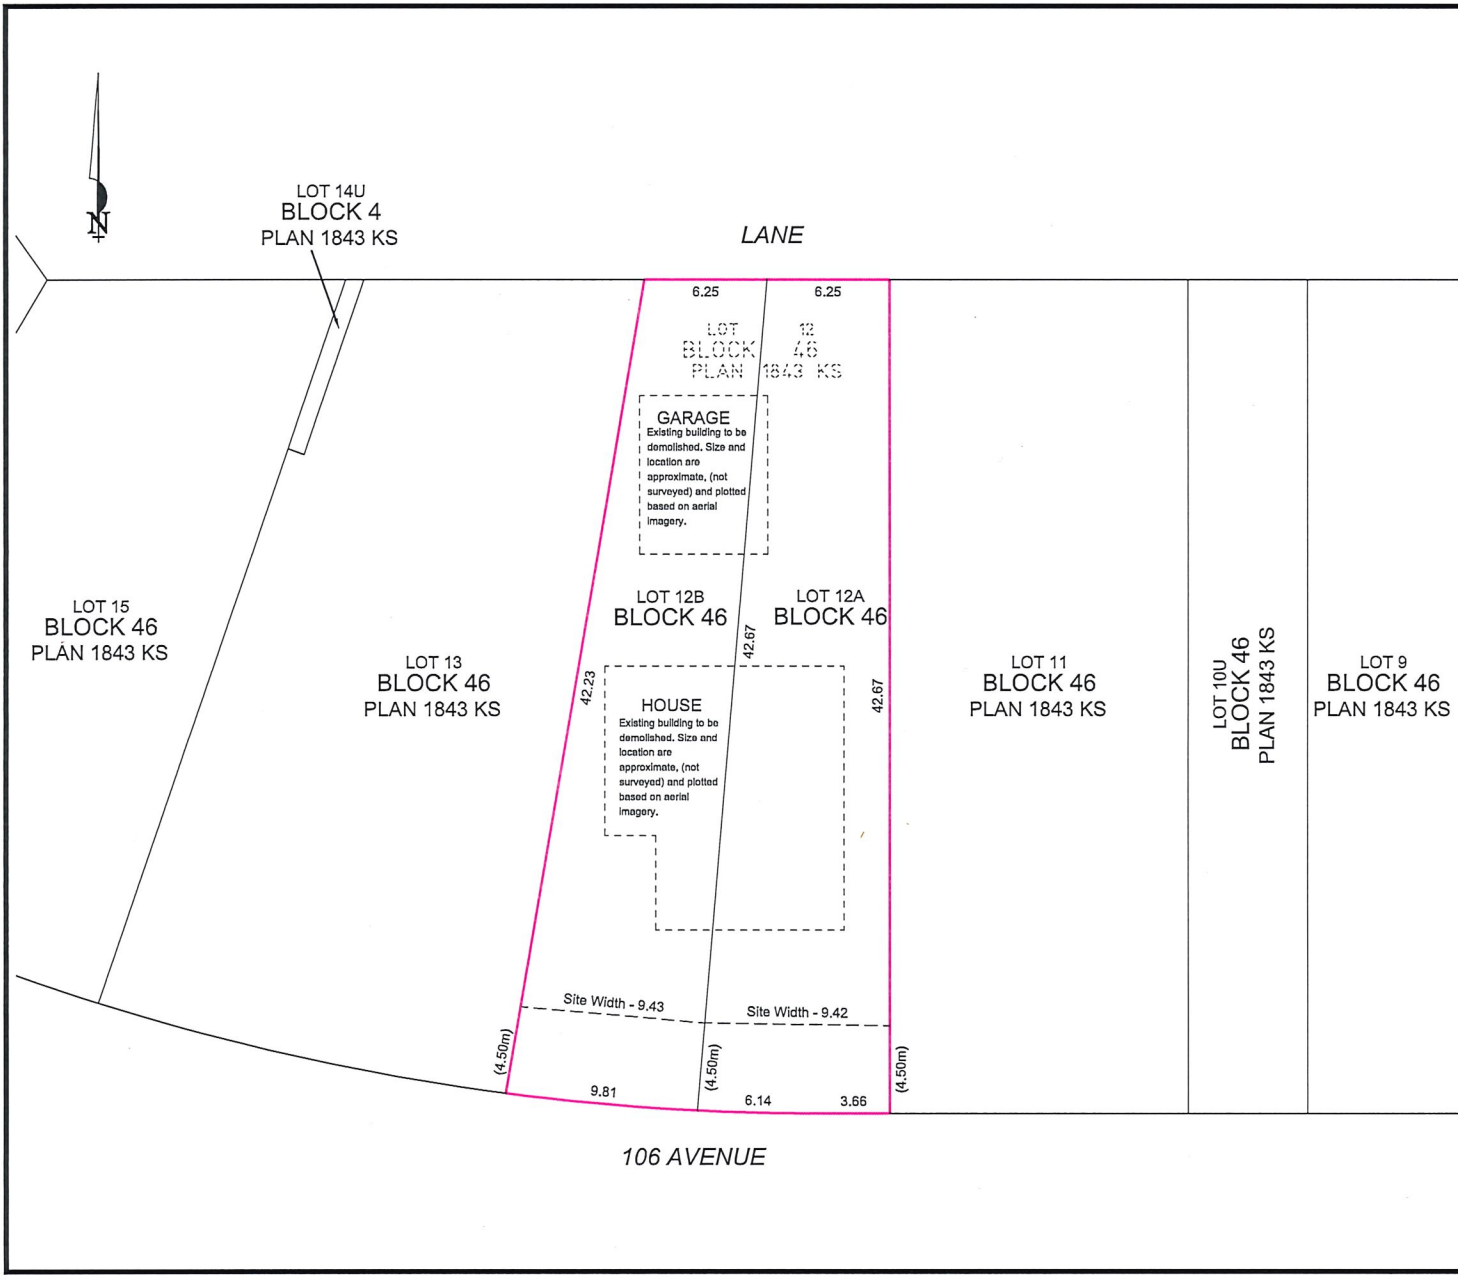 N
LOT 14U
BLOCK 4
PLAN 1843 KS
LANE
6.25
6.25
LOT 12
BLOCK 46
PLAN 1843 KS
GARAGE
Existing building to be
demolished. Size and
location are
approximate, (not
surveyed) and plotted
based on aerial
imagery.
LOT 15
BLOCK 46
PLAN 1843 KS
LOT 13
BLOCK 46
PLAN 1843 KS
LOT 12B
BLOCK 46
LOT 12A
BLOCK 46
42.23
42.67
42.67
LOT 11
BLOCK 46
PLAN 1843 KS
LOT 10U
BLOCK 46
PLAN 1843 KS
LOT 9
BLOCK 46
PLAN 1843 KS
HOUSE
Existing building to be
demolished. Size and
location are
approximate, (not
surveyed) and plotted
based on aerial
imagery.
Site Width - 9.43
Site Width - 9.42
(4.50m)
(4.50m)
(4.50m)
9.81
6.14
3.66
106 AVENUE